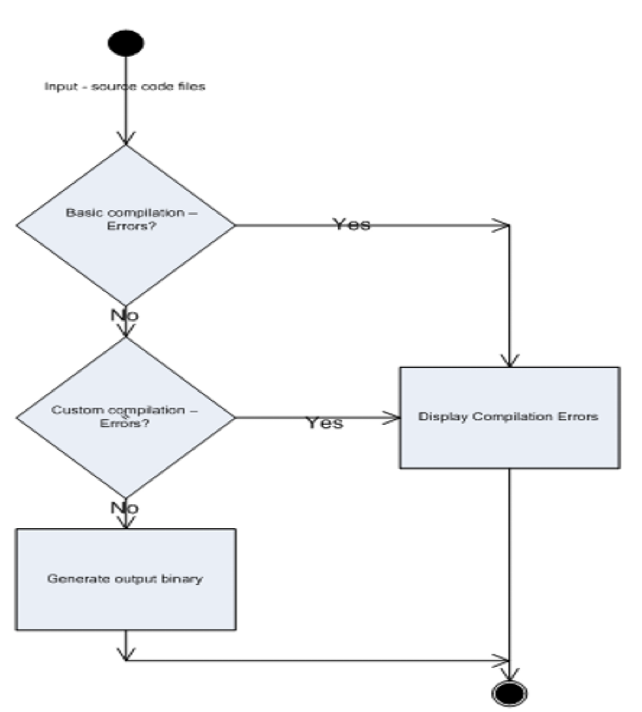 Input - source code files
Basic compilation –
Errors?
Yes
No
Custom compilation –
Errors?
Yes
Display Compilation Errors
No
Generate output binary